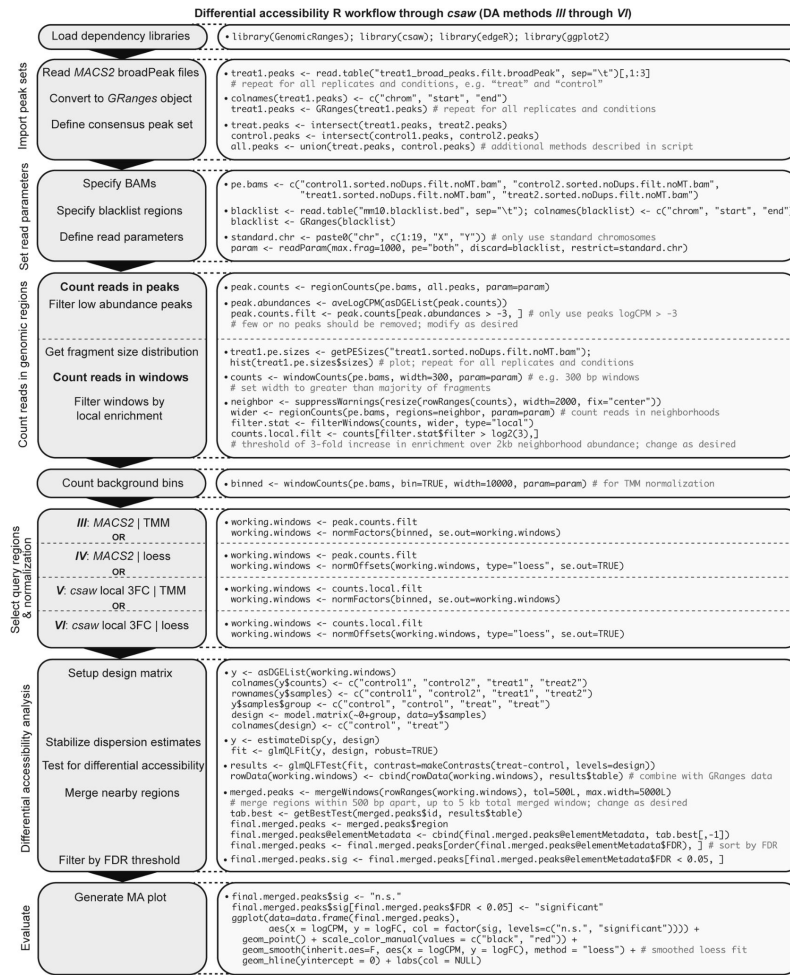 Differential accessibility R workflow through csaw (DA methods III through VI)
Load dependency libraries
• library(GenomicRanges); library(csaw); library(edgeR); library(ggplot2)
Import peak sets
Read MACS2 broadPeak files
• treat1.peaks <- read.table("treat1_broad_peaks.filt.broadPeak", sep="\t")[,1:3]
# repeat for all replicates and conditions, e.g. "treat" and "control"
Convert to GRanges object
• colnames(treat1.peaks) <- c("chrom", "start", "end")
treat1.peaks <- GRanges(treat1.peaks) # repeat for all replicates and conditions
Define consensus peak set
• treat.peaks <- intersect(treat1.peaks, treat2.peaks)
control.peaks <- intersect(control1.peaks, control2.peaks)
all.peaks <- union(treat.peaks, control.peaks) # additional methods described in script
Set read parameters
Specify BAMs
• pe.bams <- c("control1.sorted.noDups.filt.noMT.bam", "control2.sorted.noDups.filt.noMT.bam",
"treat1.sorted.noDups.filt.noMT.bam", "treat2.sorted.noDups.filt.noMT.bam")
Specify blacklist regions
• blacklist <- read.table("mm10.blacklist.bed", sep="\t"); colnames(blacklist) <- c("chrom", "start", "end")
blacklist <- GRanges(blacklist)
Define read parameters
• standard.chr <- paste0("chr", c(1:19, "X", "Y")) # only use standard chromosomes
param <- readParam(max.frag=1000, pe="both", discard=blacklist, restrict=standard.chr)
Count reads in genomic regions
Count reads in peaks
• peak.counts <- regionCounts(pe.bams, all.peaks, param=param)
Filter low abundance peaks
• peak.abundances <- aveLogCPM(asDGEList(peak.counts))
peak.counts.filt <- peak.counts[peak.abundances > -3, ] # only use peaks logCPM > -3
# few or no peaks should be removed; modify as desired
Get fragment size distribution
• treat1.pe.sizes <- getPESizes("treat1.sorted.noDups.filt.noMT.bam");
hist(treat1.pe.sizes$sizes) # plot; repeat for all replicates and conditions
Count reads in windows
• counts <- windowCounts(pe.bams, width=300, param=param) # e.g. 300 bp windows
# set width to greater than majority of fragments
Filter windows by
local enrichment
• neighbor <- suppressWarnings(resize(rowRanges(counts), width=2000, fix="center"))
wider <- regionCounts(pe.bams, regions=neighbor, param=param) # count reads in neighborhoods
filter.stat <- filterWindows(counts, wider, type="local")
counts.local.filt <- counts[filter.stat$filter > log2(3),]
# threshold of 3-fold increase in enrichment over 2kb neighborhood abundance; change as desired
Count background bins
• binned <- windowCounts(pe.bams, bin=TRUE, width=10000, param=param) # for TMM normalization
Select query regions
& normalization
III: MACS2 | TMM
OR
• working.windows <- peak.counts.filt
working.windows <- normFactors(binned, se.out=working.windows)
IV: MACS2 | loess
OR
• working.windows <- peak.counts.filt
working.windows <- normOffsets(working.windows, type="loess", se.out=TRUE)
V: csaw local 3FC | TMM
OR
• working.windows <- counts.local.filt
working.windows <- normFactors(binned, se.out=working.windows)
VI: csaw local 3FC | loess
• working.windows <- counts.local.filt
working.windows <- normOffsets(working.windows, type="loess", se.out=TRUE)
Differential accessibility analysis
Setup design matrix
• y <- asDGEList(working.windows)
colnames(y$counts) <- c("control1", "control2", "treat1", "treat2")
rownames(y$samples) <- c("control1", "control2", "treat1", "treat2")
y$samples$group <- c("control", "control", "treat", "treat")
design <- model.matrix(~0+group, data=y$samples)
colnames(design) <- c("control", "treat")
Stabilize dispersion estimates
• y <- estimateDisp(y, design)
fit <- glmQLFit(y, design, robust=TRUE)
Test for differential accessibility
• results <- glmQLFTest(fit, contrast=makeContrasts(treat-control, levels=design))
rowData(working.windows) <- cbind(rowData(working.windows), results$table) # combine with GRanges data
Merge nearby regions
• merged.peaks <- mergeWindows(rowRanges(working.windows), tol=500L, max.width=5000L)
# merge regions within 500 bp apart, up to 5 kb total merged window; change as desired
tab.best <- getBestTest(merged.peaks$id, results$table)
final.merged.peaks <- merged.peaks$region
final.merged.peaks@elementMetadata <- cbind(final.merged.peaks@elementMetadata, tab.best[,-1])
final.merged.peaks <- final.merged.peaks[order(final.merged.peaks@elementMetadata$FDR), ] # sort by FDR
Filter by FDR threshold
• final.merged.peaks.sig <- final.merged.peaks[final.merged.peaks@elementMetadata$FDR < 0.05, ]
Evaluate
Generate MA plot
• final.merged.peaks$sig <- "n.s."
final.merged.peaks$sig[final.merged.peaks$FDR < 0.05] <- "significant"
ggplot(data=data.frame(final.merged.peaks),
aes(x = logCPM, y = logFC, col = factor(sig, levels=c("n.s.", "significant")))) +
geom_point() + scale_color_manual(values = c("black", "red")) +
geom_smooth(inherit.aes=F, aes(x = logCPM, y = logFC), method = "loess") + # smoothed loess fit
geom_hline(yintercept = 0) + labs(col = NULL)